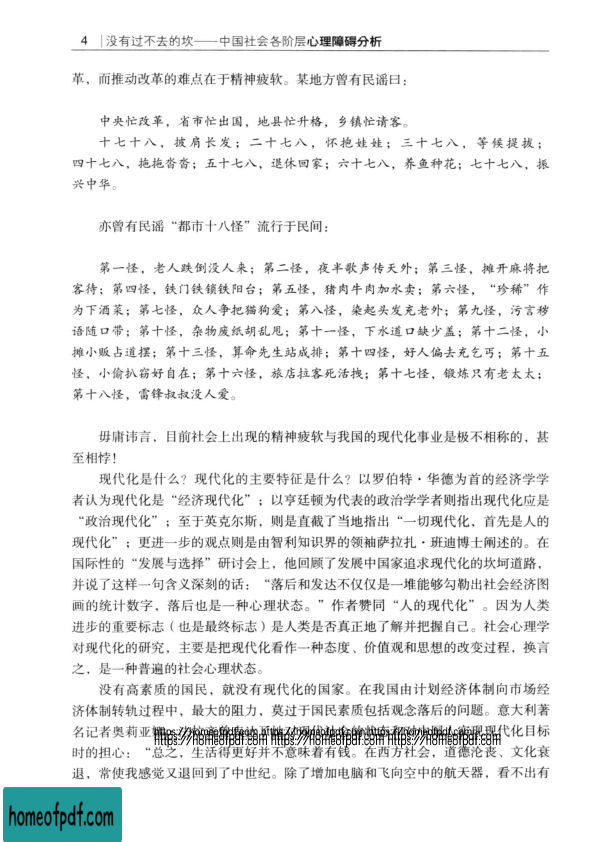 4 | 没有过不去的坎——中国社会各阶层心理障碍分析
革，而推动改革的难点在于精神疲软。某地方曾有民谣曰：
中央忙改革，省市忙出国，地县忙升格，乡镇忙请客。
十七十八，披肩长发；二十七八，怀抱娃娃；三十七八，等候提拔；
四十七八，拖拖沓沓；五十七八，退休回家；六十七八，养鱼种花；七十七八，振
兴中华。
亦曾有民谣“都市十八怪”流行于民间：
第一怪，老人跌倒没人来；第二怪，夜半歌声传天外；第三怪，摊开麻将把
客待；第四怪，铁门铁锁铁阳台；第五怪，猪肉牛肉加水卖；第六怪，“珍稀”作
为下酒菜；第七怪，众人争把猫狗爱；第八怪，染起头发充老外；第九怪，污言秽
语随口带；第十怪，杂物废纸胡乱甩；第十一怪，下水道口缺少盖；第十二怪，小
摊小贩占道摆；第十三怪，算命先生站成排；第十四怪，好人偏去充乞丐；第十五
怪，小偷扒窃好自在；第十六怪，旅店拉客死活拽；第十七怪，锻炼只有老太太；
第十八怪，雷锋叔叔没人爱。
毋庸讳言，目前社会上出现的精神疲软与我国的现代化事业是极不相称的，甚
至相悖！
现代化是什么？现代化的主要特征是什么？以罗伯特·华德为首的经济学学
者认为现代化是“经济现代化”；以亨廷顿为代表的政治学学者则指出现代化应是
“政治现代化”；至于英克尔斯，则是直截了当地指出“一切现代化，首先是人的
现代化”；更进一步的观点则是由智利知识界的领袖萨拉扎·班迪博士阐述的。在
国际性的“发展与选择”研讨会上，他回顾了发展中国家追求现代化的坎坷道路，
并说了这样一句含义深刻的话：“落后和发达不仅仅是一堆能够勾勒出社会经济图
画的统计数字，落后也是一种心理状态。”作者赞同“人的现代化”。因为人类
进步的重要标志（也是最终标志）是人类是否真正地了解并把握自己。社会心理学
对现代化的研究，主要是把现代化看作一种态度、价值观和思想的改变过程，换言
之，是一种普遍的社会心理状态。
没有高素质的国民，就没有现代化的国家。在我国由计划经济体制向市场经
济体制转轨过程中，最大的阻力，莫过于国民素质包括观念落后的问题。意大利著
名记者奥莉亚娜 现代化目标
https://homeofpdf.com https://homeofpdf.com https://homeofpdf.com
https://homeofpdf.com https://homeofpdf.com https://homeofpdf.com
时的担心：“总之，生活得更好并不意味着有钱。在西方社会，道德沦丧、文化衰
退，常使我感觉又退回到了中世纪。除了增加电脑和飞向空中的航天器，看不出有
homeofpdf.com